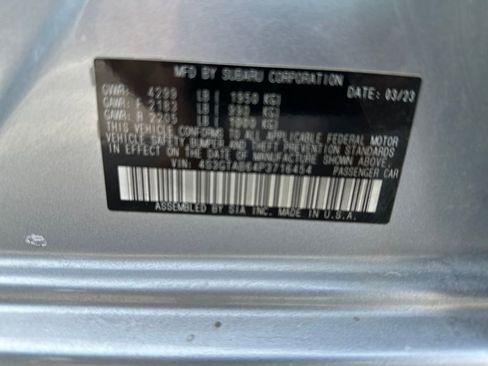 MFD BY SUBARU CORPORATION DATE: 03/23
GVWR: 4299 LB ( 1950 KG)
GAWR: F 2183 LB ( KG)
GAWR: R 2205 LB ( 1000 KG)
THIS VEHICLE CONFORMS TO ALL APPLICABLE FEDERAL MOTOR
VEHICLE SAFETY, BUMPER AND THEFT PREVENTION STANDARDS
IN EFFECT ON THE DATE OF MANUFACTURE SHOWN ABOVE.
VIN: PASSENGER CAR
ASSEMBLED BY SIA INC. MADE IN U.S.A.